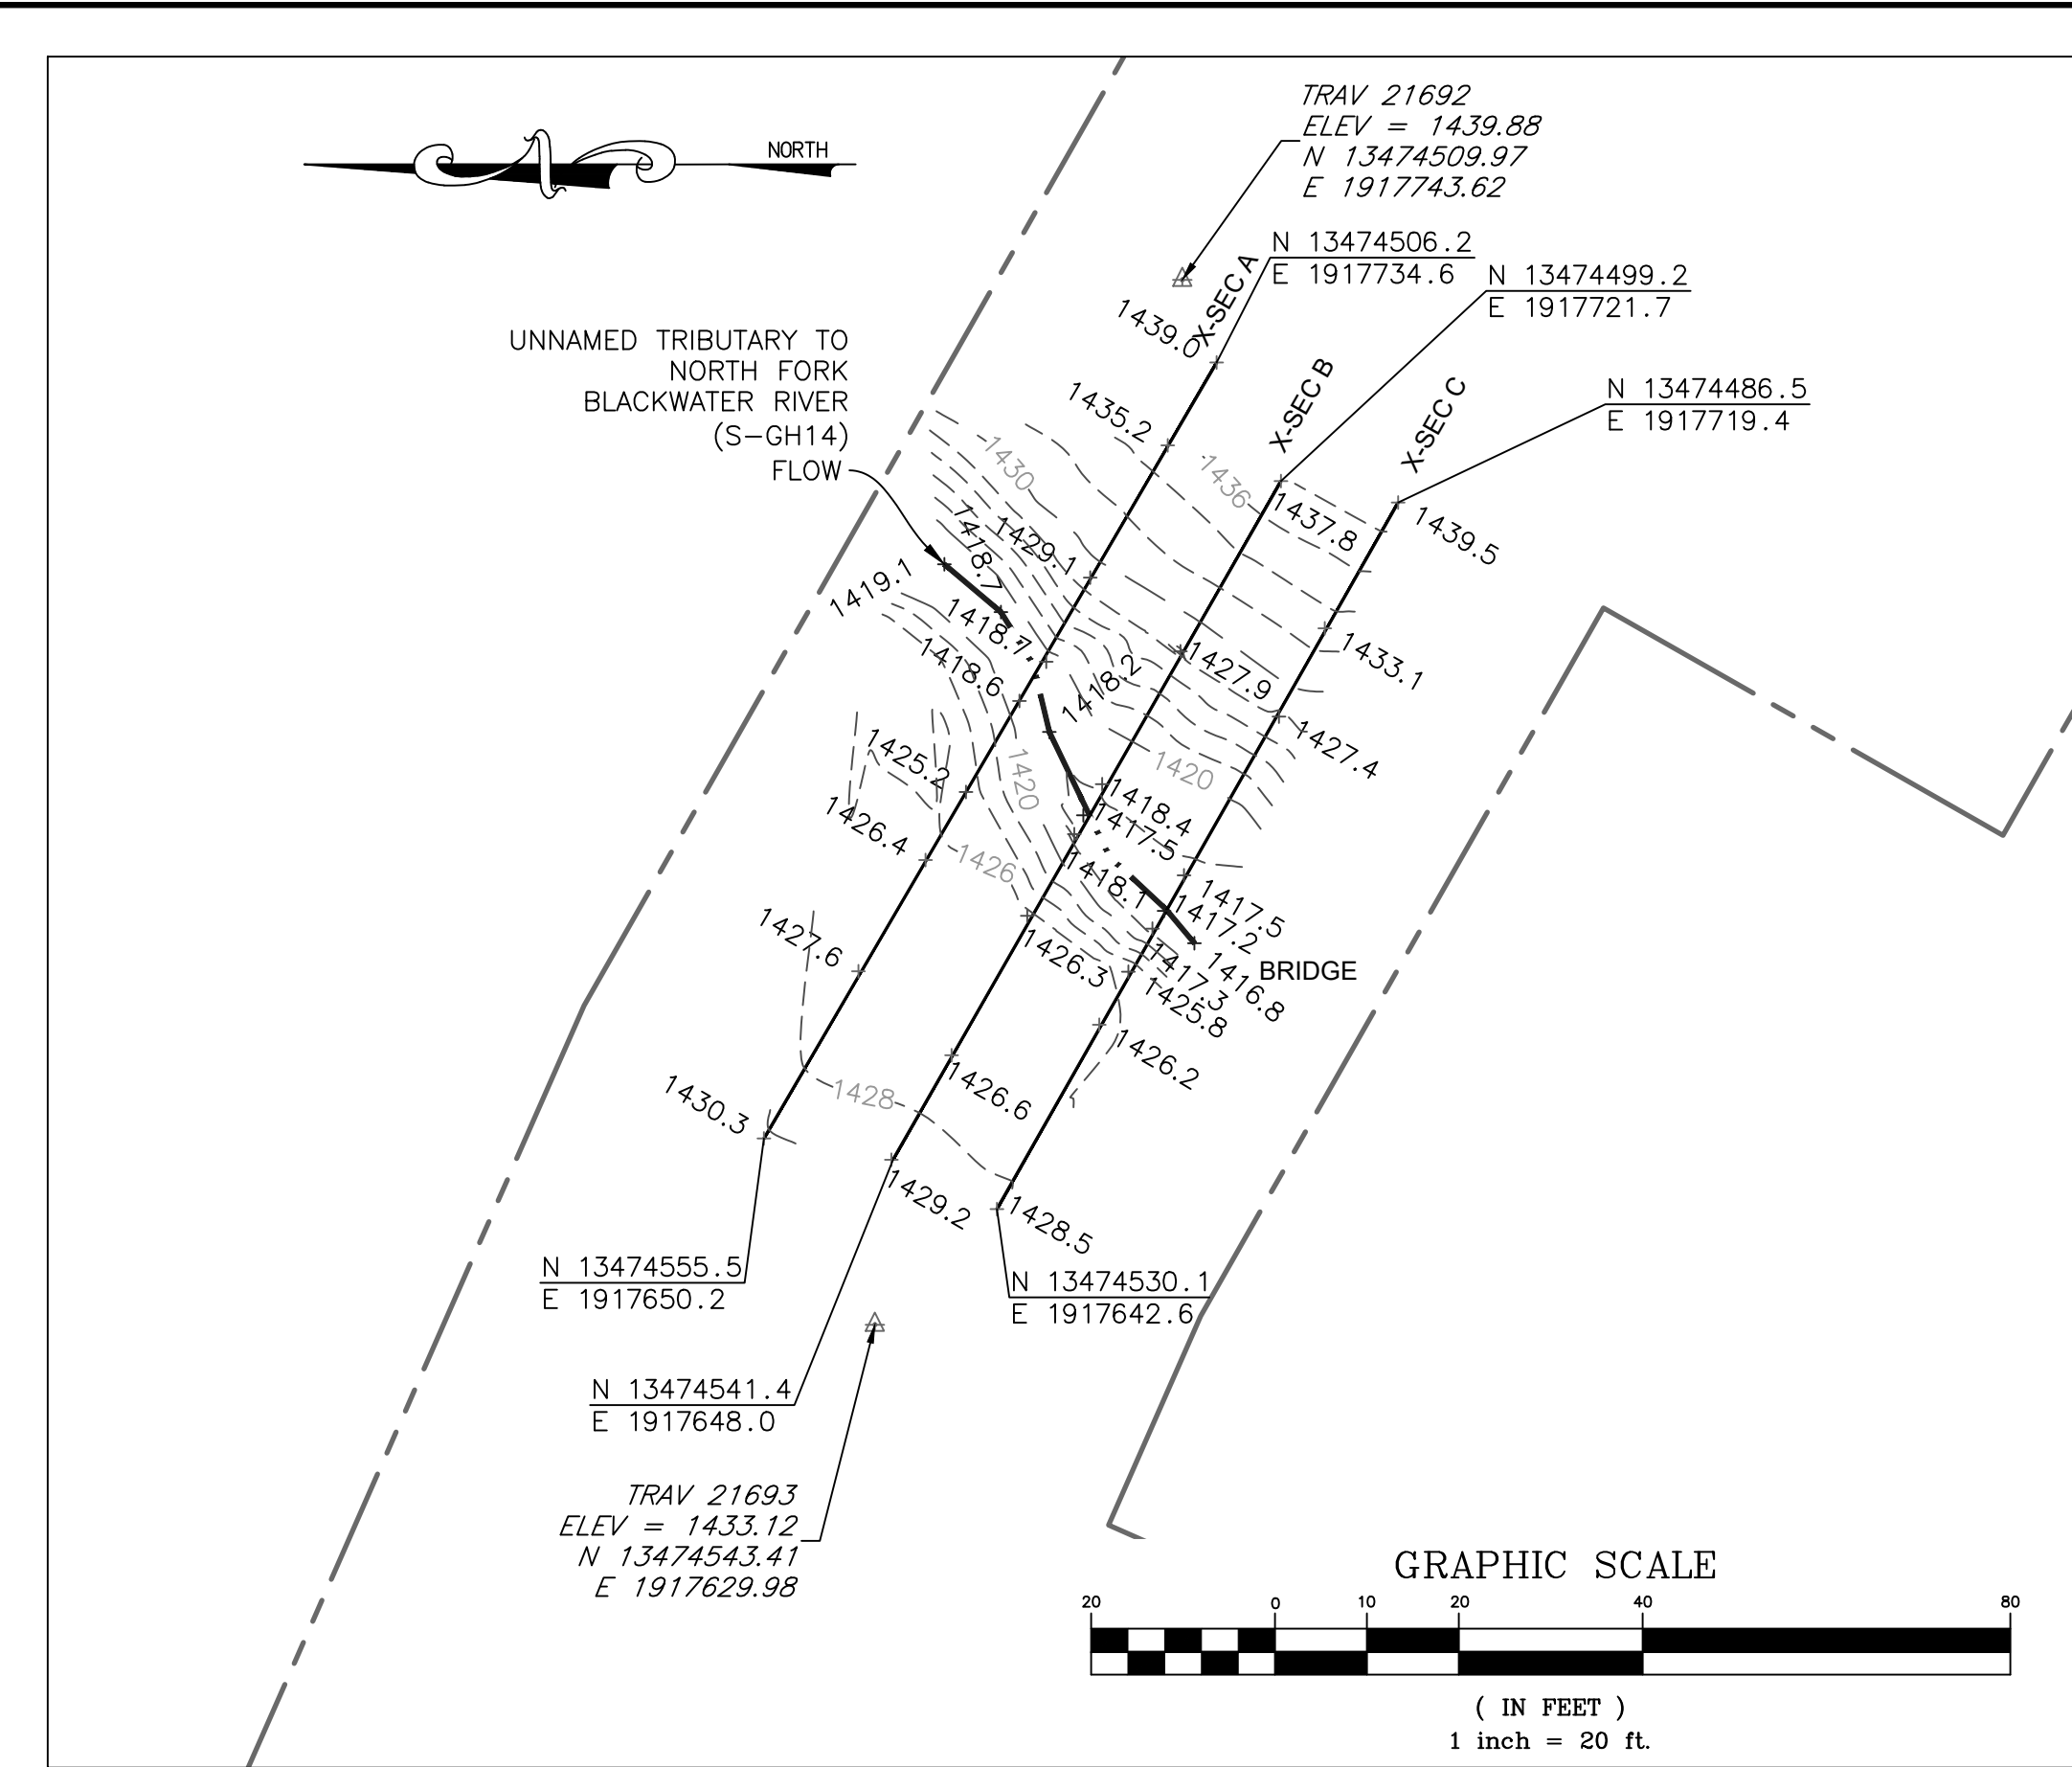 NORTH
TRAV 21692
ELEV = 1439.88
N 13474509.97
E 1917743.62
N 13474506.2
E 1917734.6
N 13474499.2
E 1917721.7
N 13474486.5
E 1917719.4
X-SEC A
X-SEC B
X-SEC C
UNNAMED TRIBUTARY TO
NORTH FORK
BLACKWATER RIVER
(S-GH14)
FLOW
1439.0
1435.2
1430
1436
1437.8
1439.5
1418.7
1429.1
1419.1
1418.7
1418.6
1418.2
1427.9
1433.1
1427.4
1425.2
1420
1420
1426.4
1426
1418.4
1417.5
1418.1
1417.5
1417.2
1427.6
1426.3
1417.3
1416.8
BRIDGE
1425.8
1426.2
1430.3
1428
1426.6
1429.2
1428.5
N 13474555.5
E 1917650.2
N 13474530.1
E 1917642.6
N 13474541.4
E 1917648.0
TRAV 21693
ELEV = 1433.12
N 13474543.41
E 1917629.98
GRAPHIC SCALE
20 0 10 20 40 80
( IN FEET )
1 inch = 20 ft.